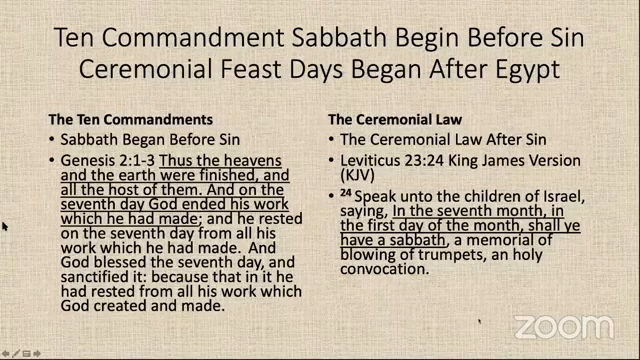 Ten Commandment Sabbath Begin Before Sin
Ceremonial Feast Days Began After Egypt
The Ten Commandments
• Sabbath Began Before Sin
• Genesis 2:1-3 Thus the heavens
and the earth were finished, and
all the host of them. And on the
seventh day God ended his work
which he had made; and he rested
on the seventh day from all his
work which he had made. And
God blessed the seventh day, and
sanctified it: because that in it he
had rested from all his work which
God created and made.
The Ceremonial Law
• The Ceremonial Law After Sin
• Leviticus 23:24 King James Version
(KJV)
• 24 Speak unto the children of Israel,
saying, In the seventh month, in
the first day of the month, shall ye
have a sabbath, a memorial of
blowing of trumpets, an holy
convocation.
zoom